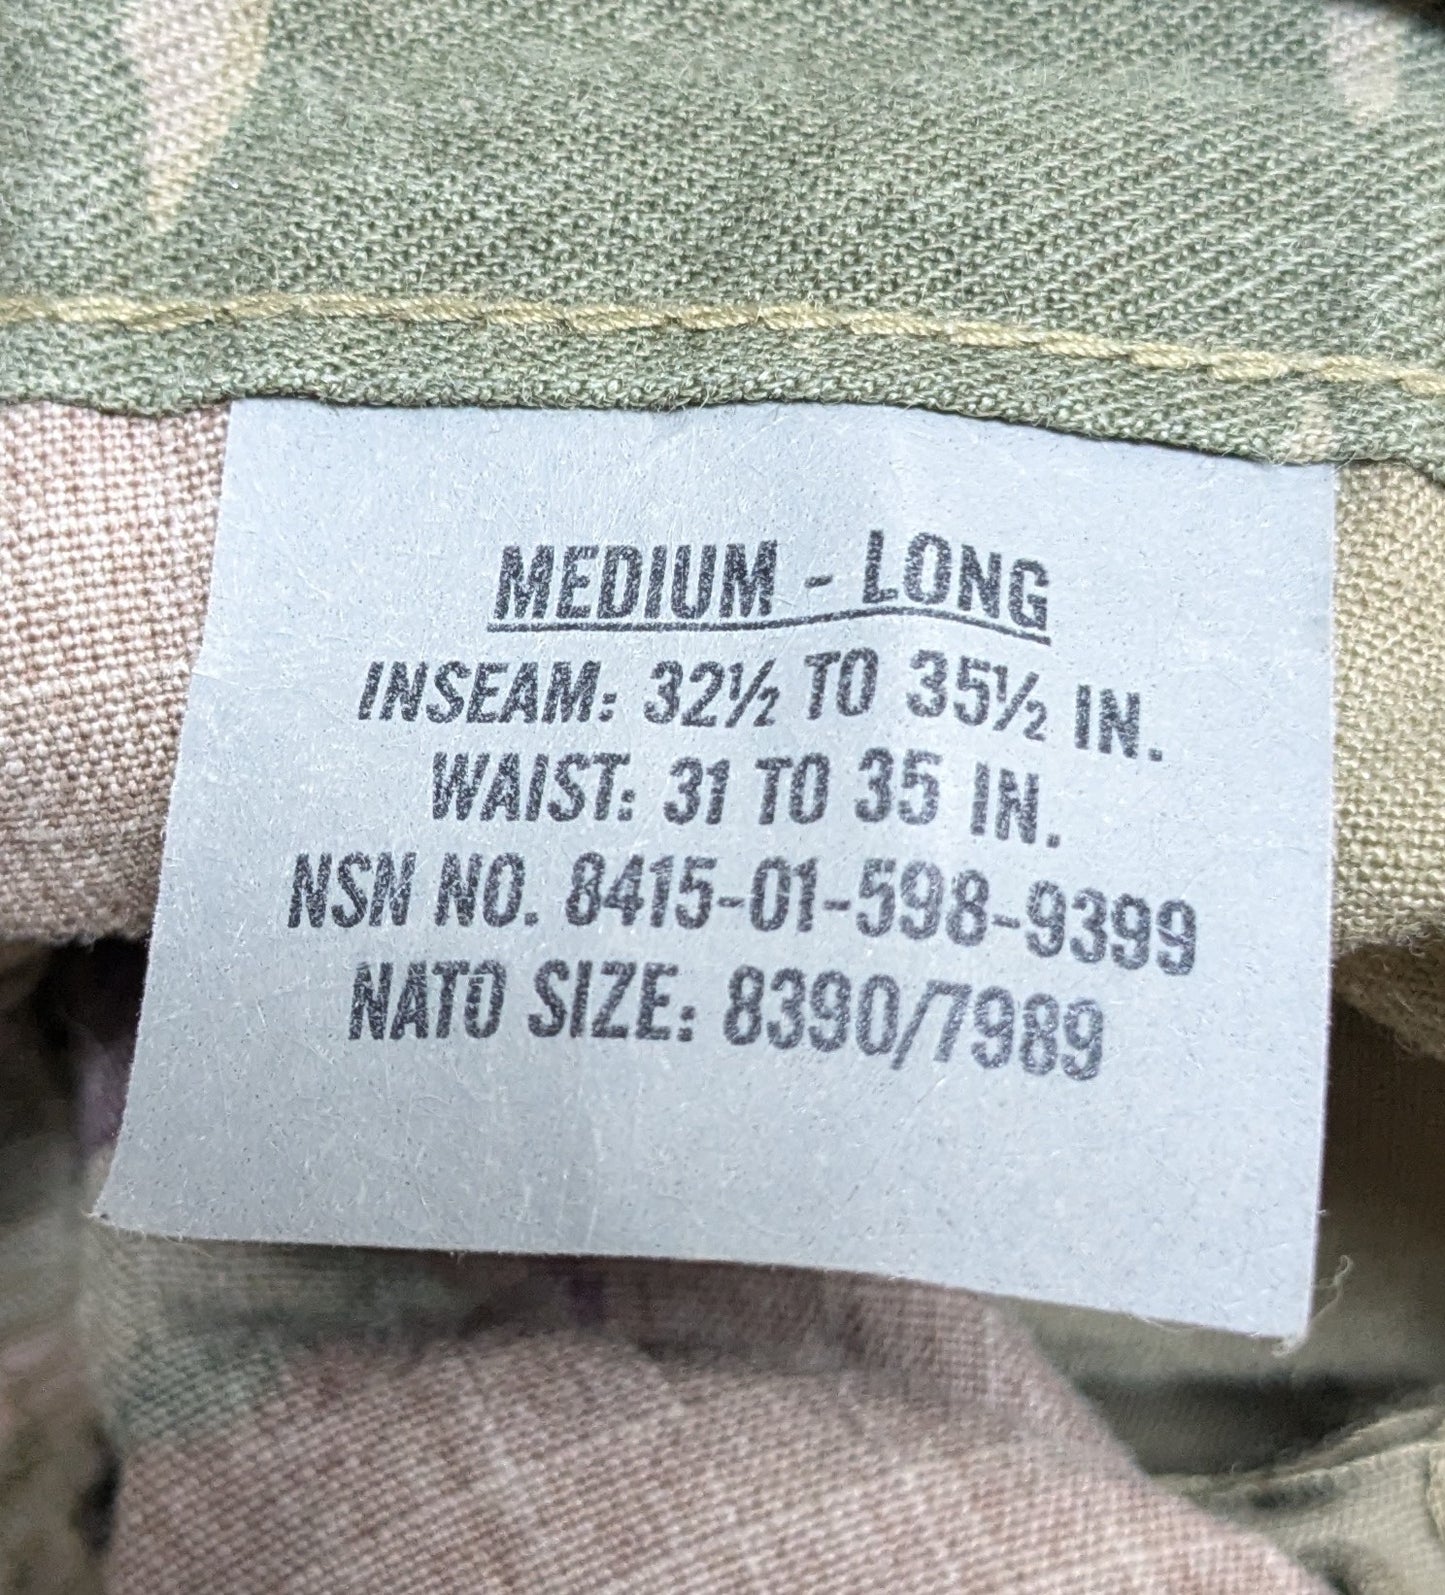 MEDIUM - LONG
INSEAM: 32½ TO 35½ IN.
WAIST: 31 TO 35 IN.
NSN NO. 8415-01-598-9399
NATO SIZE: 8390/7989